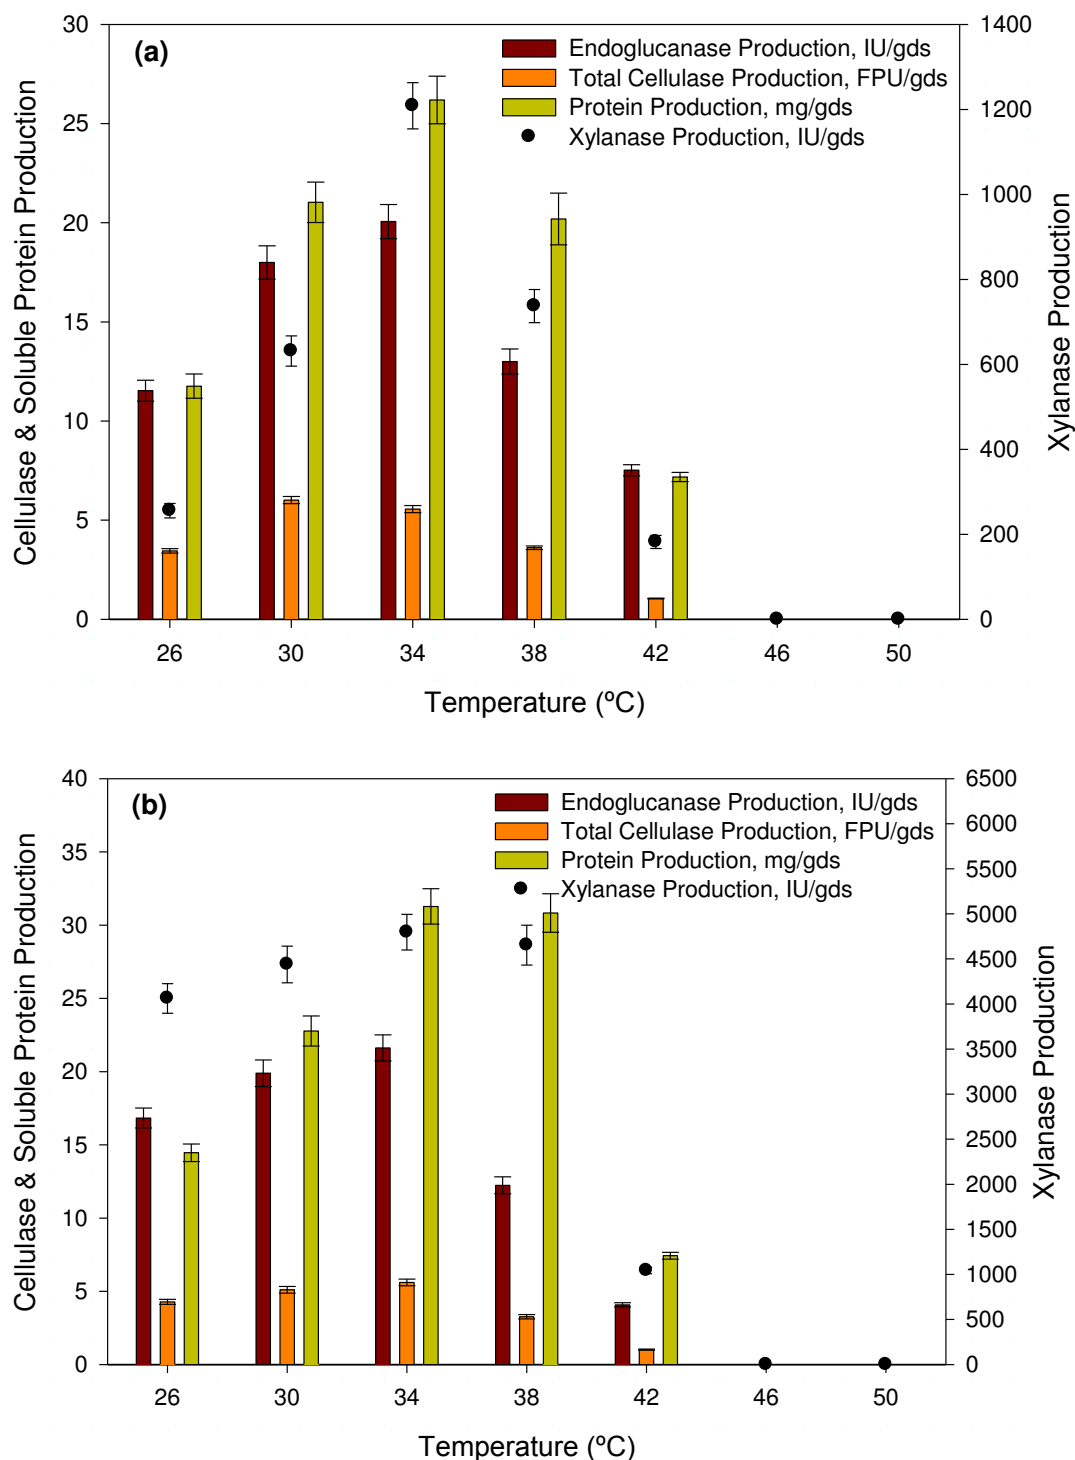 (a)
Endoglucanase Production, IU/gds
Total Cellulase Production, FPU/gds
Protein Production, mg/gds
Xylanase Production, IU/gds
Cellulase & Soluble Protein Production
30
25
20
15
10
5
0
Xylanase Production
1400
1200
1000
800
600
400
200
0
26 30 34 38 42 46 50
Temperature (ºC)
(b)
Endoglucanase Production, IU/gds
Total Cellulase Production, FPU/gds
Protein Production, mg/gds
Xylanase Production, IU/gds
Cellulase & Soluble Protein Production
40
35
30
25
20
15
10
5
0
Xylanase Production
6500
6000
5500
5000
4500
4000
3500
3000
2500
2000
1500
1000
500
0
26 30 34 38 42 46 50
Temperature (ºC)